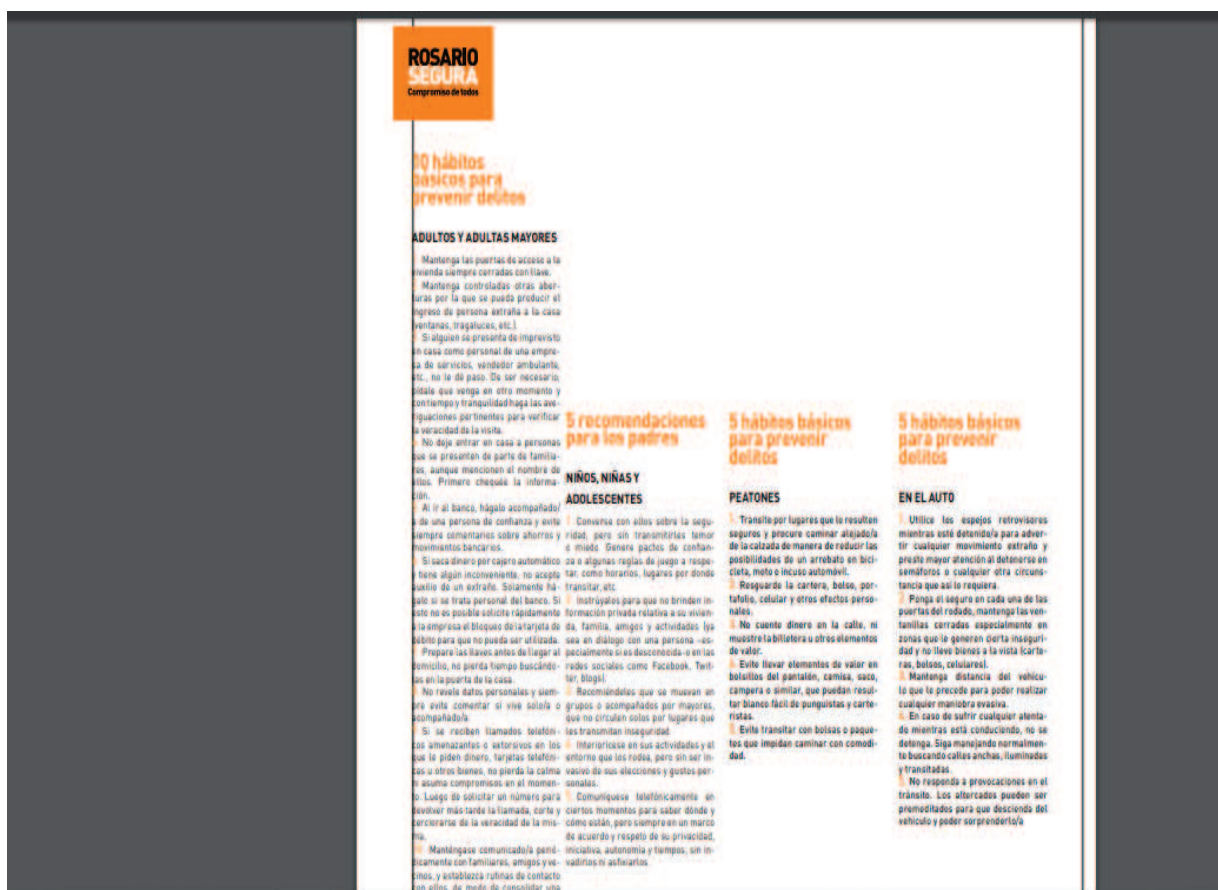 ROSARIO
SEGURA
Compromiso de todos
10 hábitos
básicos para
prevenir delitos
ADULTOS Y ADULTAS MAYORES
Mantenga las puertas de acceso a la
vivienda siempre cerradas con llave.
Mantenga controladas otras aber-
turas por la que se pueda producir el
ingreso de persona extraña a la casa
(ventanas, tragaluces, etc.)
Si alguien se presenta de imprevisto
en casa como personal de una empre-
sa de servicios, vendedor ambulante,
etc., no le dé paso. De ser necesario,
pídale que venga en otro momento y
con tiempo y tranquilidad haga las ave-
riguaciones pertinentes para verificar
la veracidad de la visita.
No deje entrar en casa a personas
que se presenten de parte de familia-
res, aunque mencionen el nombre de
ellos. Primero chequée la informa-
ción.
Al ir al banco, hágalo acompañado/
a de una persona de confianza y evite
siempre comentarios sobre ahorros y
movimientos bancarios.
Si saca dinero por cajero automático
y tiene algún inconveniente, no acepte
auxilio de un extraño. Solamente há-
galo si se trata personal del banco. Si
esto no es posible solicite rápidamente
a la empresa el bloqueo de la tarjeta de
débito para que no pueda ser utilizada.
Prepare las llaves antes de llegar al
domicilio, no pierda tiempo buscándo-
las en la puerta de la casa.
No revele datos personales y siem-
pre evite comentar si vive solo/a o
acompañado/a.
Si se reciben llamados telefóni-
cos amenazantes o extorsivos en los
que le piden dinero, tarjetas telefóni-
cas u otros bienes, no pierda la calma
ni asuma compromisos en el momen-
to. Luego de solicitar un número para
devolver más tarde la llamada, corte y
cerciorarse de la veracidad de la mis-
ma.
Manténgase comunicado/a perió-
dicamente con familiares, amigos y ve-
cinos, y establezca rutinas de contacto
con ellos, de modo de consolidar una
5 recomendaciones
para los padres
NIÑOS, NIÑAS Y
ADOLESCENTES
1. Converse con ellos sobre la segu-
ridad, pero sin transmitirles temor
o miedo. Genere pactos de confian-
za o algunas reglas de juego a respe-
tar, como horarios, lugares por donde
transitar, etc.
Instrúyalos para que no brinden in-
formación privada relativa a su vivien-
da, familia, amigos y actividades (ya
sea en diálogo con una persona –es-
pecialmente si es desconocida– o en las
redes sociales como Facebook, Twit-
ter, blogs).
Recomiéndeles que se muevan en
grupos o acompañados por mayores,
que no circulen solos por lugares que
les transmitan inseguridad.
Interiorícese en sus actividades y el
entorno que los rodea, pero sin ser in-
vasivo de sus elecciones y gustos per-
sonales.
Comuníquese telefónicamente en
ciertos momentos para saber dónde y
cómo están, pero siempre en un marco
de acuerdo y respeto de su privacidad,
iniciativa, autonomía y tiempos, sin in-
vadirlos ni asfixiarlos.
5 hábitos básicos
para prevenir
delitos
PEATONES
1. Transite por lugares que le resulten
seguros y procure caminar alejado/a
de la calzada de manera de reducir las
posibilidades de un arrebato en bici-
cleta, moto o incuso automóvil.
2. Resguarde la cartera, bolso, por-
tafolio, celular y otros efectos perso-
nales.
3. No cuente dinero en la calle, ni
muestre la billetera u otros elementos
de valor.
4. Evite llevar elementos de valor en
bolsillos del pantalón, camisa, saco,
campera o similar, que puedan resul-
tar blanco fácil de punguistas y carte-
ristas.
5. Evite transitar con bolsas o paque-
tes que impidan caminar con comodi-
dad.
5 hábitos básicos
para prevenir
delitos
EN EL AUTO
1. Utilice los espejos retrovisores
mientras esté detenido/a para adver-
tir cualquier movimiento extraño y
preste mayor atención al detenerse en
semáforos o cualquier otra circuns-
tancia que así lo requiera.
2. Ponga el seguro en cada una de las
puertas del rodado, mantenga las ven-
tanillas cerradas especialmente en
zonas que le generen cierta inseguri-
dad y no lleve bienes a la vista (carte-
ras, bolsos, celulares).
3. Mantenga distancia del vehícu-
lo que le precede para poder realizar
cualquier maniobra evasiva.
4. En caso de sufrir cualquier atenta-
do mientras está conduciendo, no se
detenga. Siga manejando normalmen-
te buscando calles anchas, iluminadas
y transitadas.
5. No responda a provocaciones en el
tránsito. Los altercados pueden ser
premeditados para que descienda del
vehículo y poder sorprenderlo/a